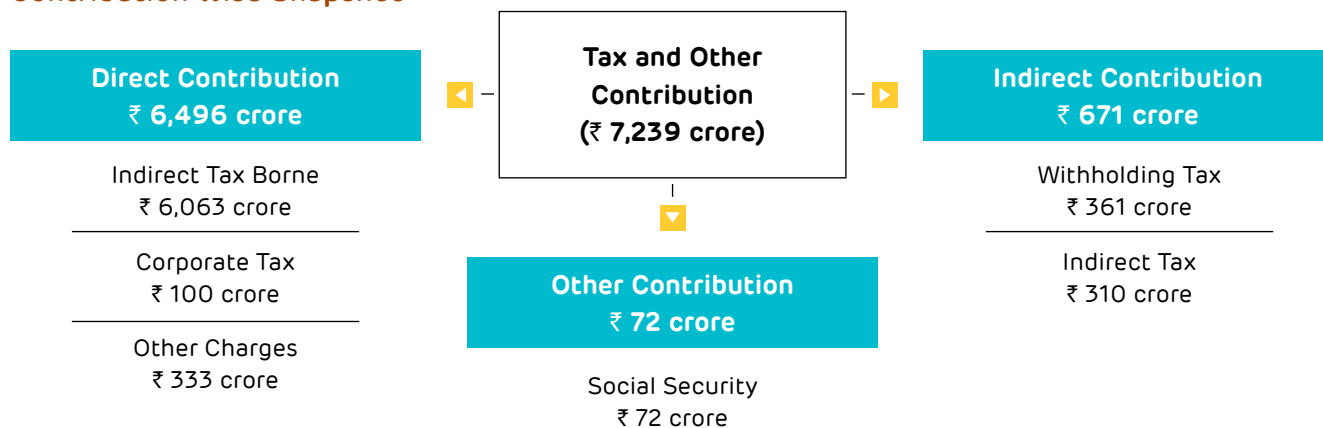 Tax and Other
Contribution
(₹ 7,239 crore)
Direct Contribution
₹ 6,496 crore
Indirect Tax Borne
₹ 6,063 crore
Corporate Tax
₹ 100 crore
Other Charges
₹ 333 crore
Other Contribution
₹ 72 crore
Social Security
₹ 72 crore
Indirect Contribution
₹ 671 crore
Withholding Tax
₹ 361 crore
Indirect Tax
₹ 310 crore